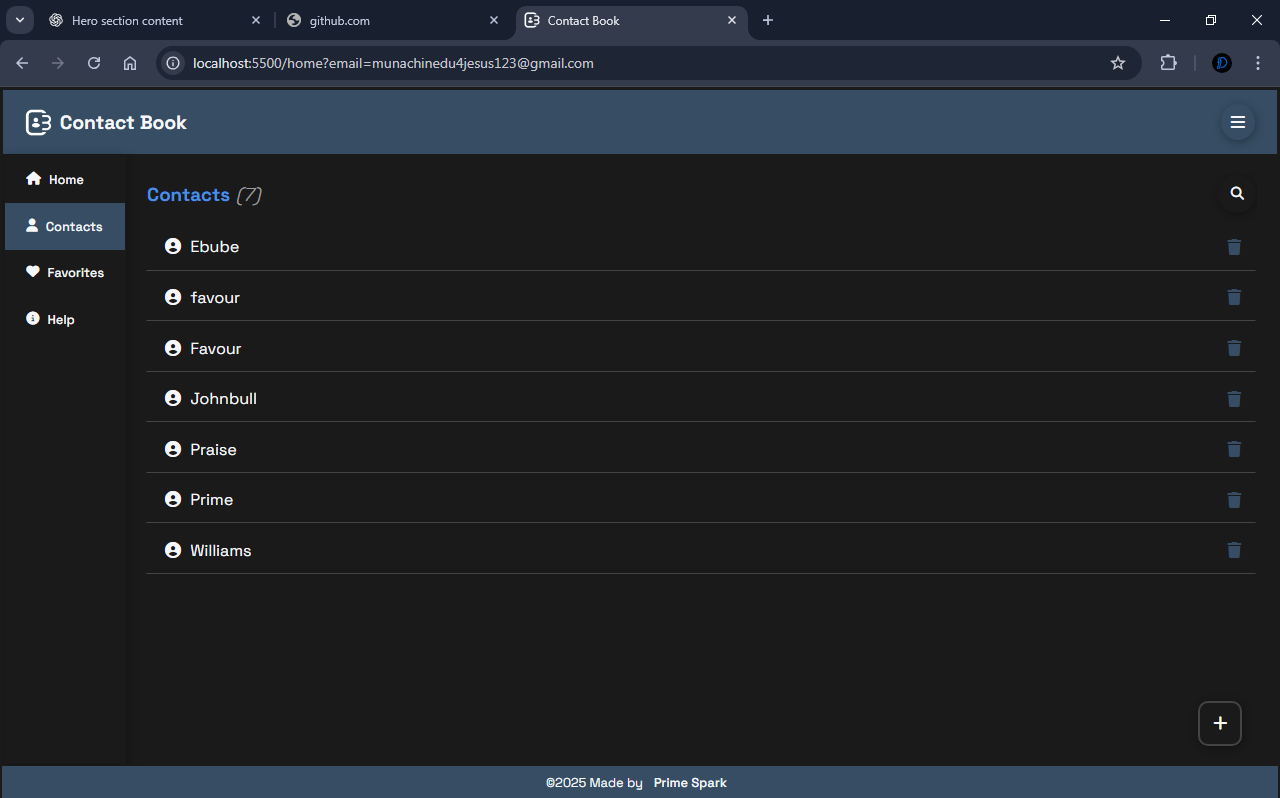 Hero section content
github.com
Contact Book
localhost:5500/home?email=munachinedu4jesus123@gmail.com
Contact Book
Home
Contacts
Favorites
Help
Contacts (7)
Ebube
favour
Favour
Johnbull
Praise
Prime
Williams
©2025 Made by Prime Spark